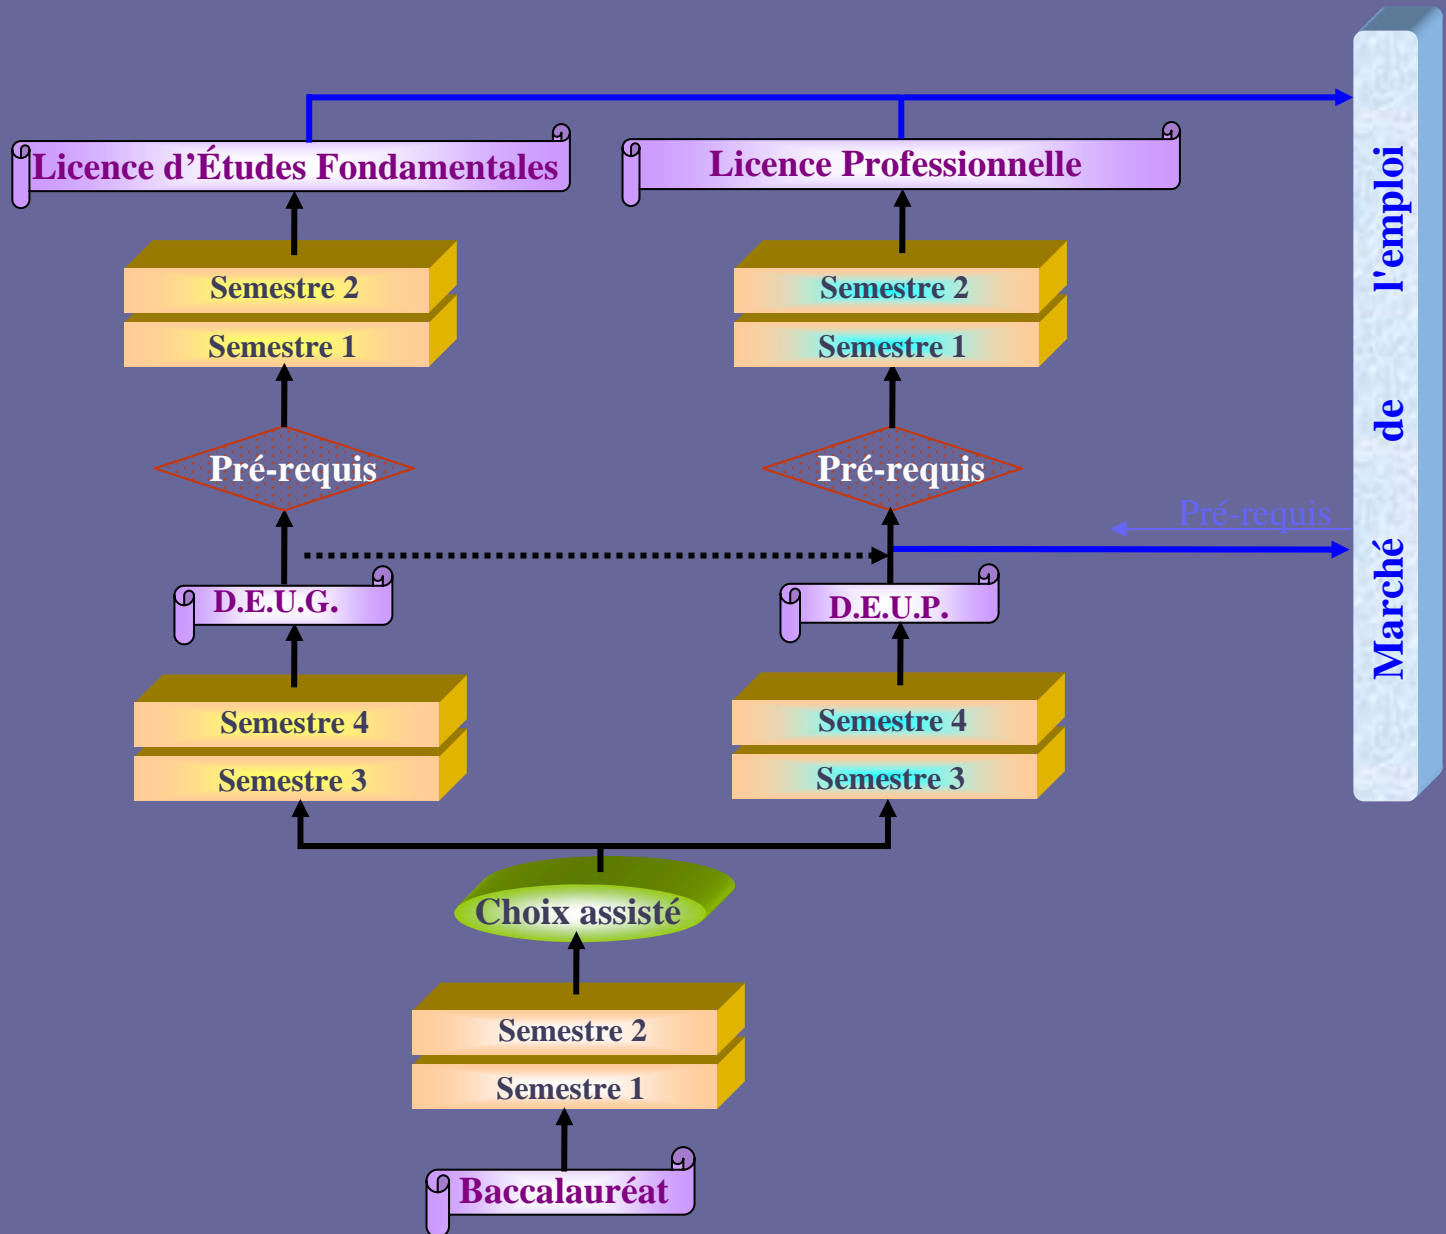 Licence d'Études Fondamentales
Licence Professionnelle
Semestre 2
Semestre 1
Semestre 2
Semestre 1
Pré-requis
Pré-requis
Pré-requis
D.E.U.G.
D.E.U.P.
Semestre 4
Semestre 3
Semestre 4
Semestre 3
Choix assisté
Semestre 2
Semestre 1
Baccalauréat
Marché de l'emploi